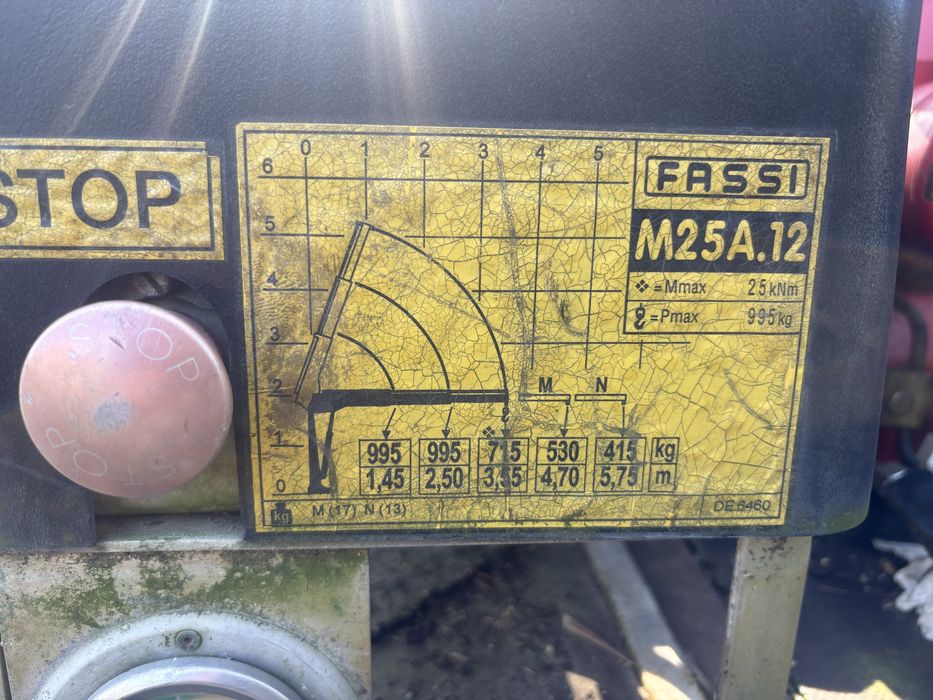 STOP
0 1 2 3 4 5
6
5
4
3
2
1
0
FASSI
M25A.12
=Mmax 25 kNm
=Pmax 995 kg
M N
995 995 715 530 415 kg
1,45 2,50 3,55 4,70 5,75 m
kg M (17) N (13)
DE6460
STOP
STOP